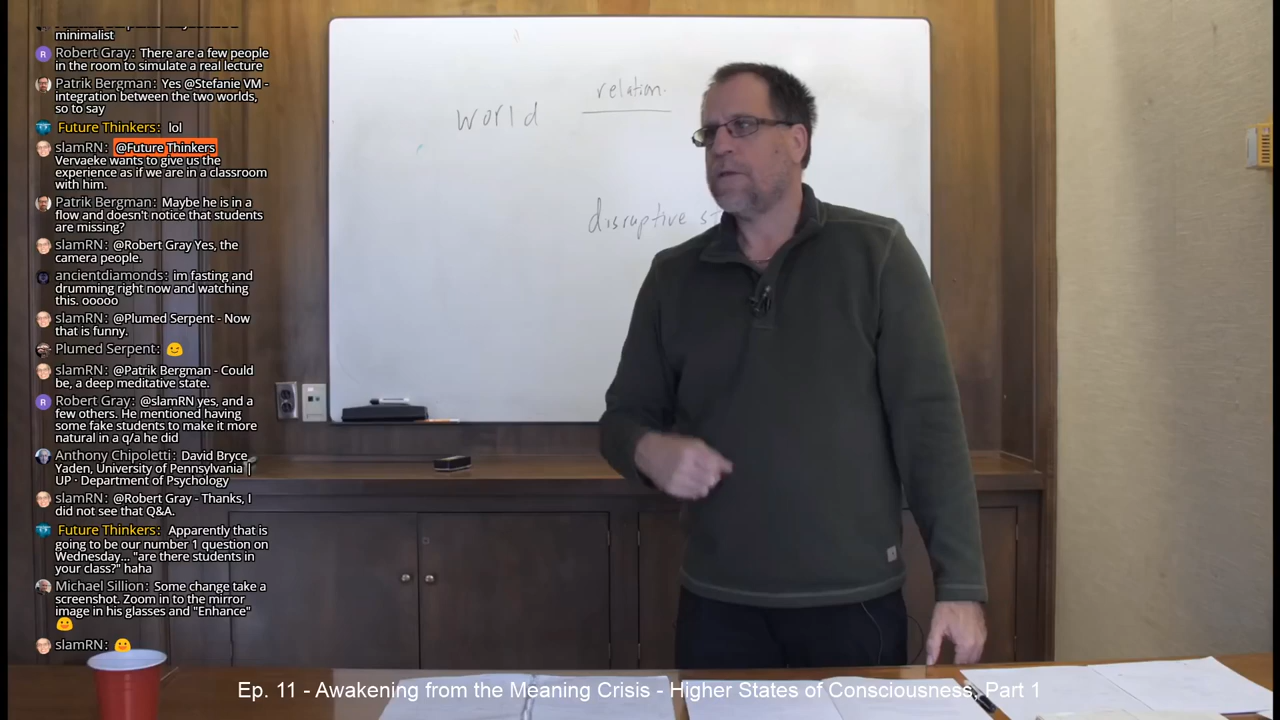 minimalist
Robert Gray: There are a few people
in the room to simulate a real lecture
Patrik Bergman: Yes @Stefanie VM -
integration between the two worlds,
so to say
Future Thinkers: lol
slamRN: @Future Thinkers
Vervaeke wants to give us the
experience as if we are in a classroom
with him.
Patrik Bergman: Maybe he is in a
flow and doesn't notice that students
are missing?
slamRN: @Robert Gray Yes, the
camera people.
ancientdiamonds: im fasting and
drumming right now and watching
this. ooooo
slamRN: @Plumed Serpent - Now
that is funny.
Plumed Serpent: 😉
slamRN: @Patrik Bergman - Could
be, a deep meditative state.
Robert Gray: @slamRN yes, and a
few others. He mentioned having
some fake students to make it more
natural in a q/a he did
Anthony Chipoletti: David Bryce
Yaden, University of Pennsylvania |
UP · Department of Psychology
slamRN: @Robert Gray - Thanks, I
did not see that Q&A.
Future Thinkers: Apparently that is
going to be our number 1 question on
Wednesday... "are there students in
your class?" haha
Michael Sillion: Some change take a
screenshot. Zoom in to the mirror
image in his glasses and "Enhance"
😃
slamRN: 😃
R
R
world
relation.
disruptive
Ep. 11 - Awakening from the Meaning Crisis - Higher States of Consciousness, Part 1